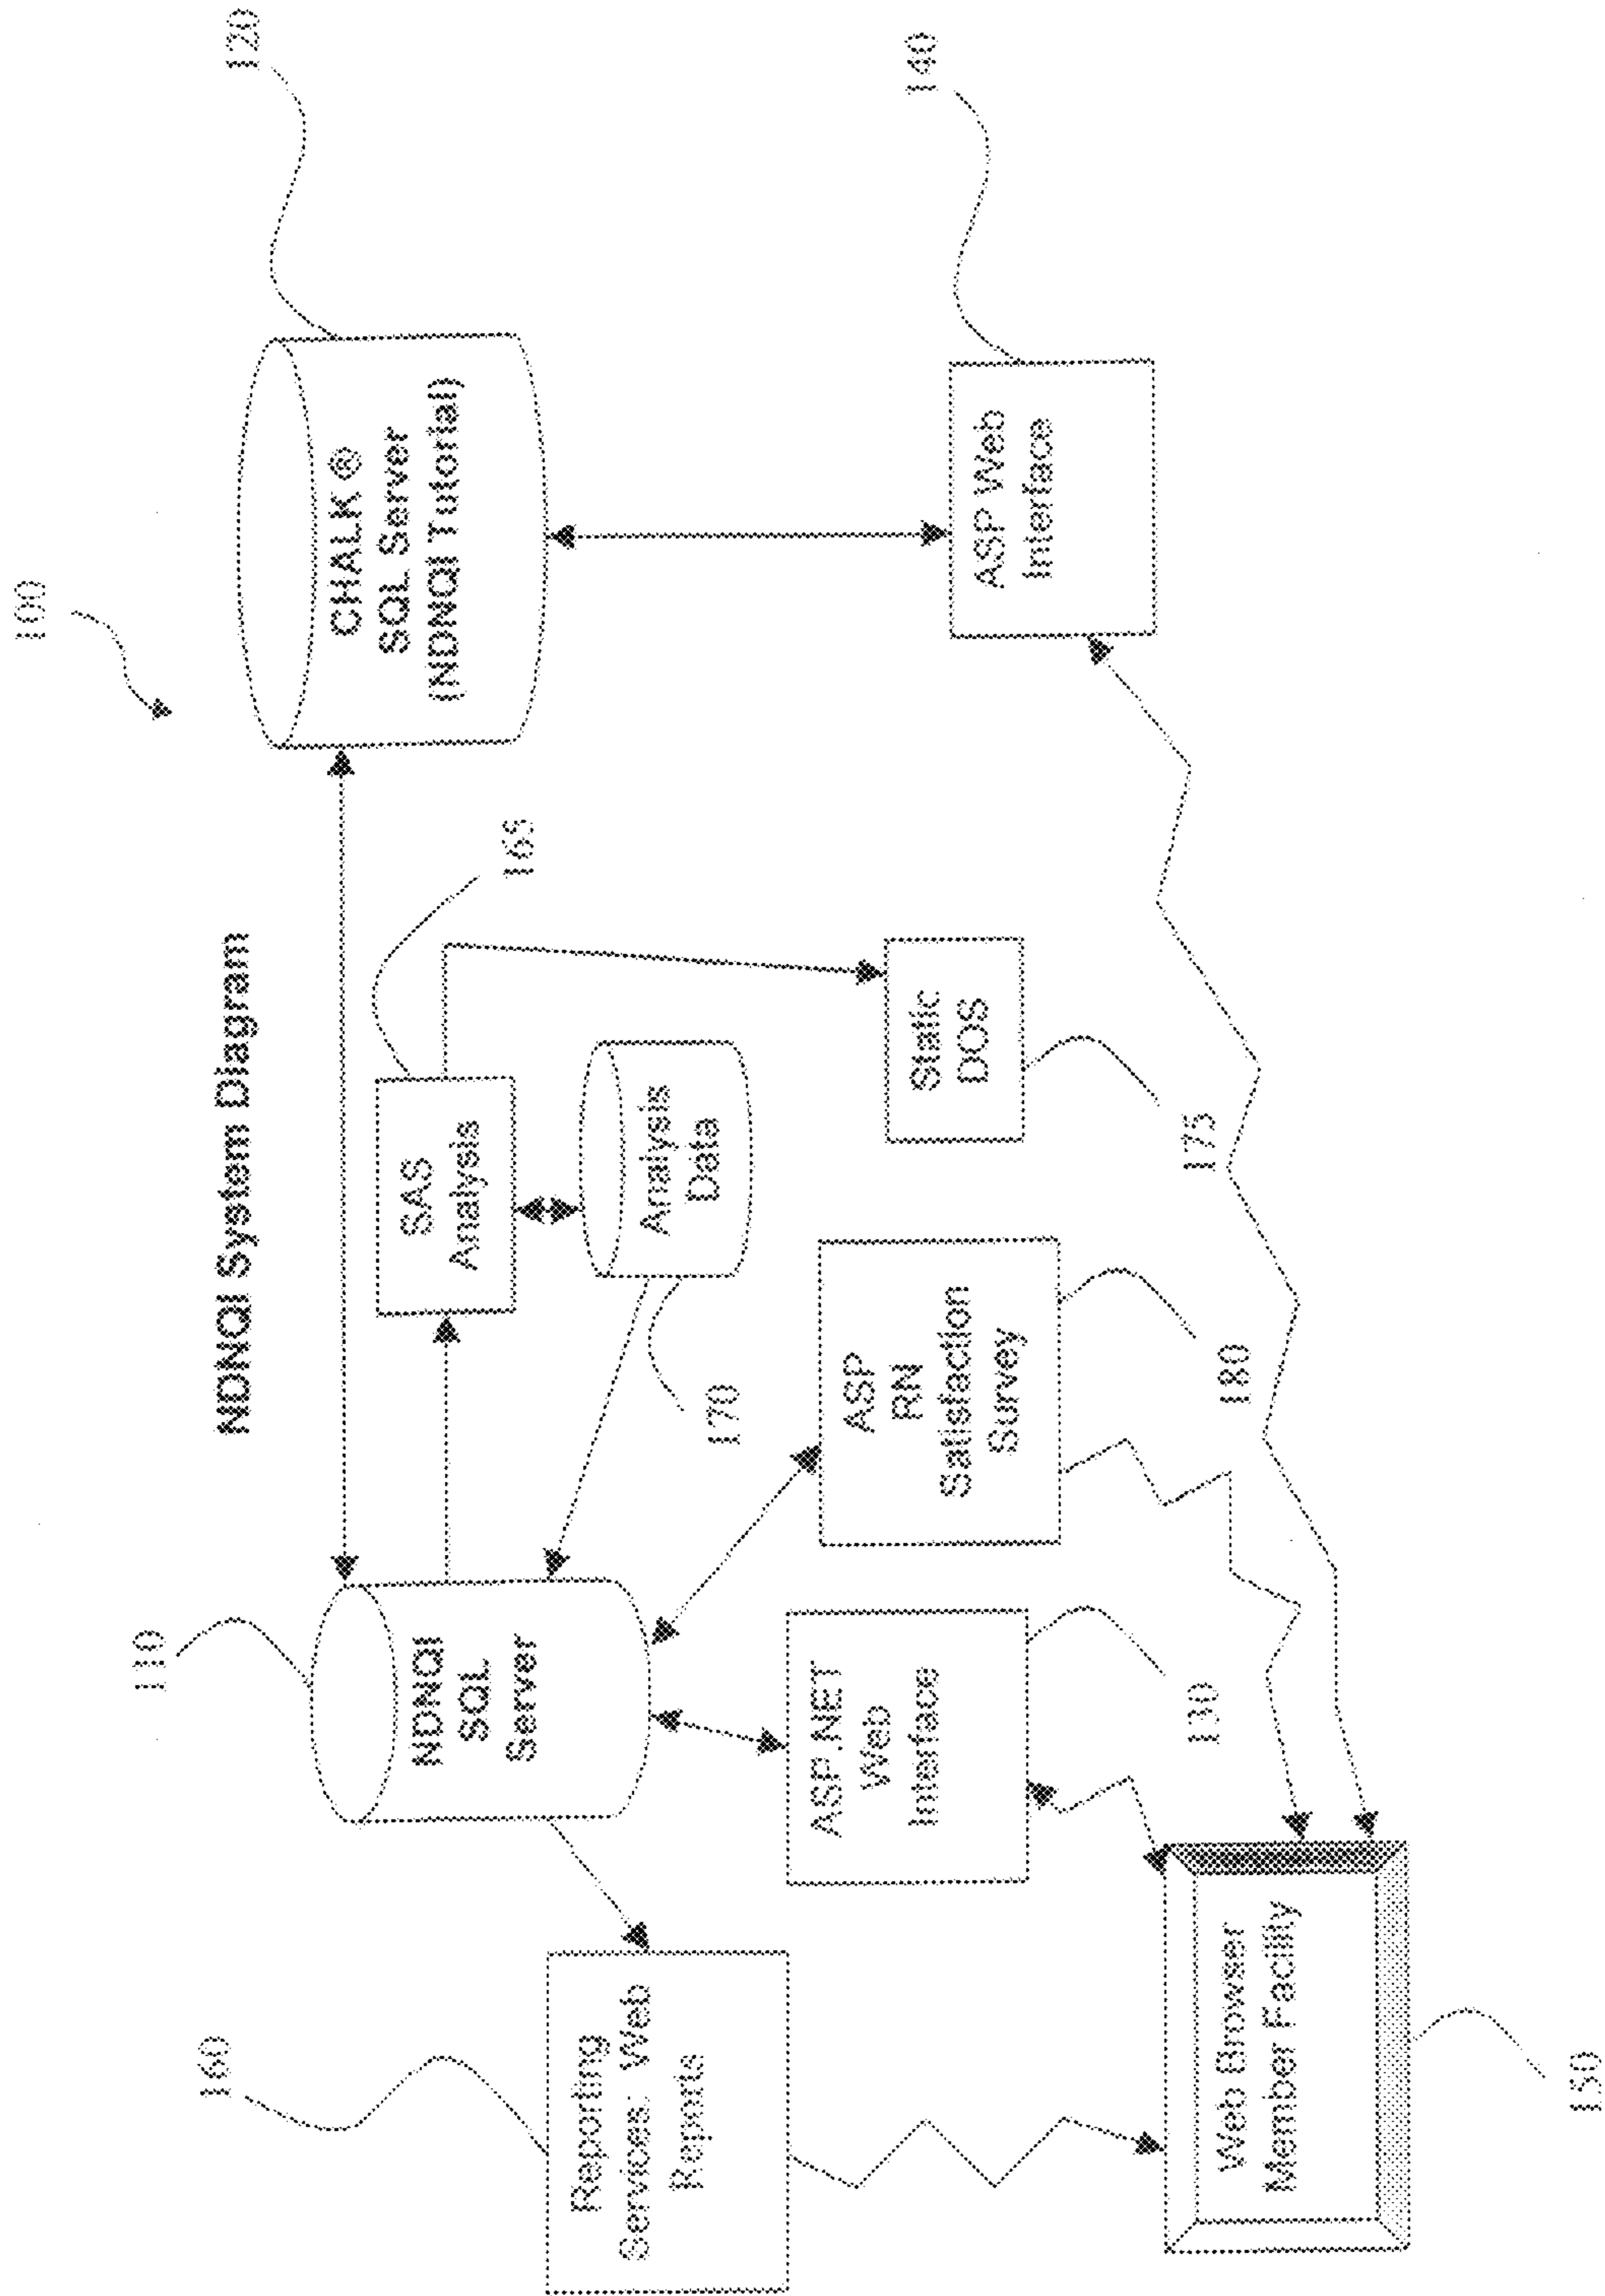 100
NDNQI System Diagram
120
110
CHALK ®
SQL Server
(NDNQI Tutorial)
160
NDNQI
SQL
Server
SAS
Analysis
165
Reporting
Services: Web
Reports
Analysis
Data
170
ASP.NET
Web
Interface
ASP
RN
Satisfaction
Survey
Static
DOS
ASP Web
Interface
140
130
180
175
Web Browser
Member Facility
150